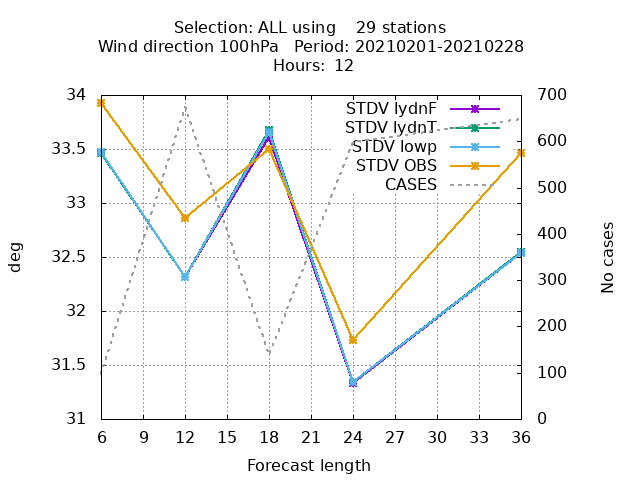 Selection: ALL using    29 stations
Wind direction 100hPa   Period: 20210201-20210228
Hours:  12
34
33.5
33
32.5
32
31.5
31
700
600
500
400
300
200
100
0
STDV lydnF
STDV lydnT
STDV lowp
STDV OBS
CASES
deg
No cases
6 9 12 15 18 21 24 27 30 33 36
Forecast length